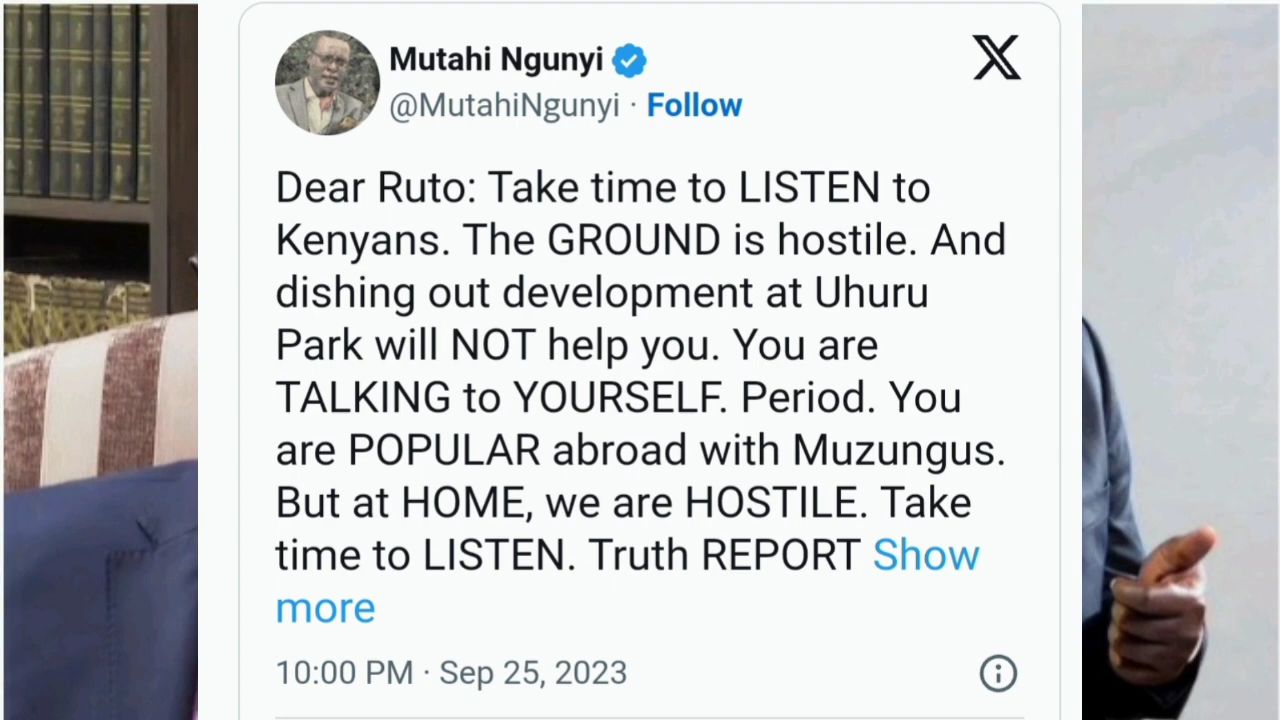 Mutahi Ngunyi
@MutahiNgunyi · Follow
Dear Ruto: Take time to LISTEN to
Kenyans. The GROUND is hostile. And
dishing out development at Uhuru
Park will NOT help you. You are
TALKING to YOURSELF. Period. You
are POPULAR abroad with Muzungus.
But at HOME, we are HOSTILE. Take
time to LISTEN. Truth REPORT Show
more
10:00 PM · Sep 25, 2023